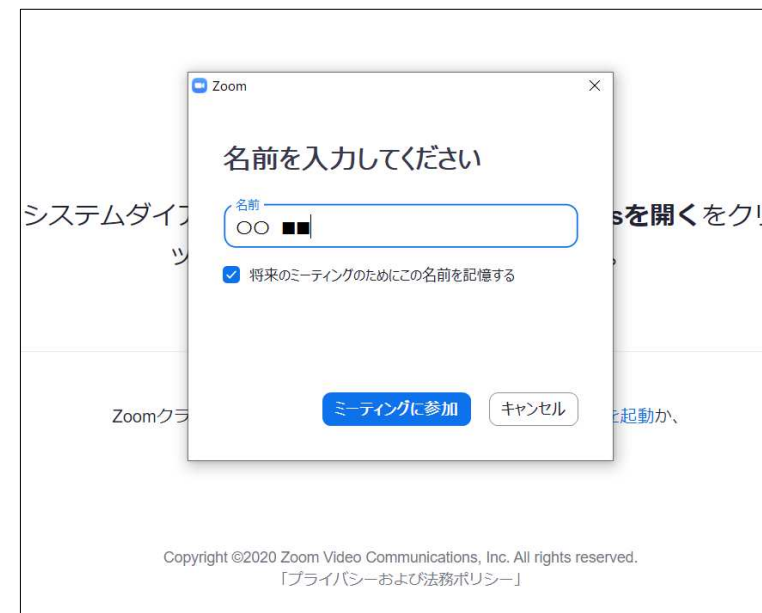 Zoom
名前を入力してください
名前
〇〇 ■■
システムダイ
sを開くをク
ッ
将来のミーティングのためにこの名前を記憶する
ミーティングに参加 キャンセル
Zoomクラ
を起動か、
Copyright ©2020 Zoom Video Communications, Inc. All rights reserved.
「プライバシーおよび法務ポリシー」